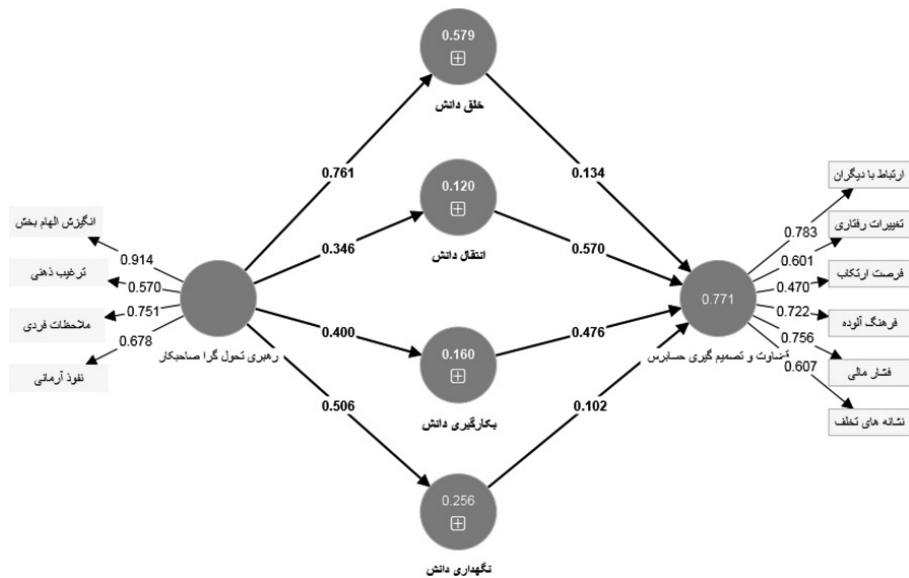 0.579
خلق دانش
0.761
0.134
ارتباط با دیگران
0.120
تغییرات رفتاری
انگیزش الهام بخش
0.783
0.601
0.914
0.346
انتقال دانش
0.570
0.470
فرصت ارتکاب
ترغیب ذهنی
0.570
0.771
0.722
ملاحظات فردی
0.751
0.400
0.476
0.756
فرهنگ آلوده
0.678
رهبری تحول گرا صاحبکار
0.160
قضاوت و تصمیم گیری حسابرس
0.607
فشار مالی
نفوذ آرمانی
0.506
بکارگیری دانش
0.102
نشانه های تخلف
0.256
نگهداری دانش